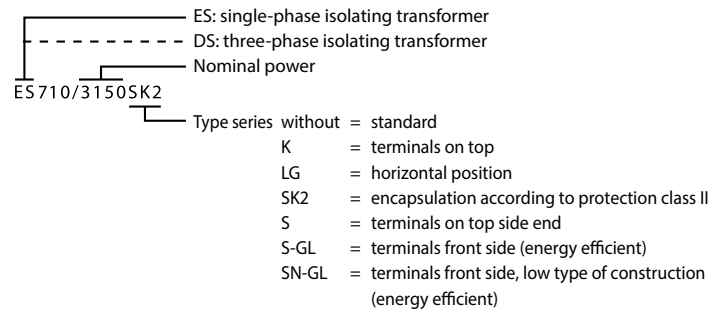 ES: single-phase isolating transformer
DS: three-phase isolating transformer
Nominal power
ES710/3150SK2
Type series without = standard
K = terminals on top
LG = horizontal position
SK2 = encapsulation according to protection class II
S = terminals on top side end
S-GL = terminals front side (energy efficient)
SN-GL = terminals front side, low type of construction
(energy efficient)